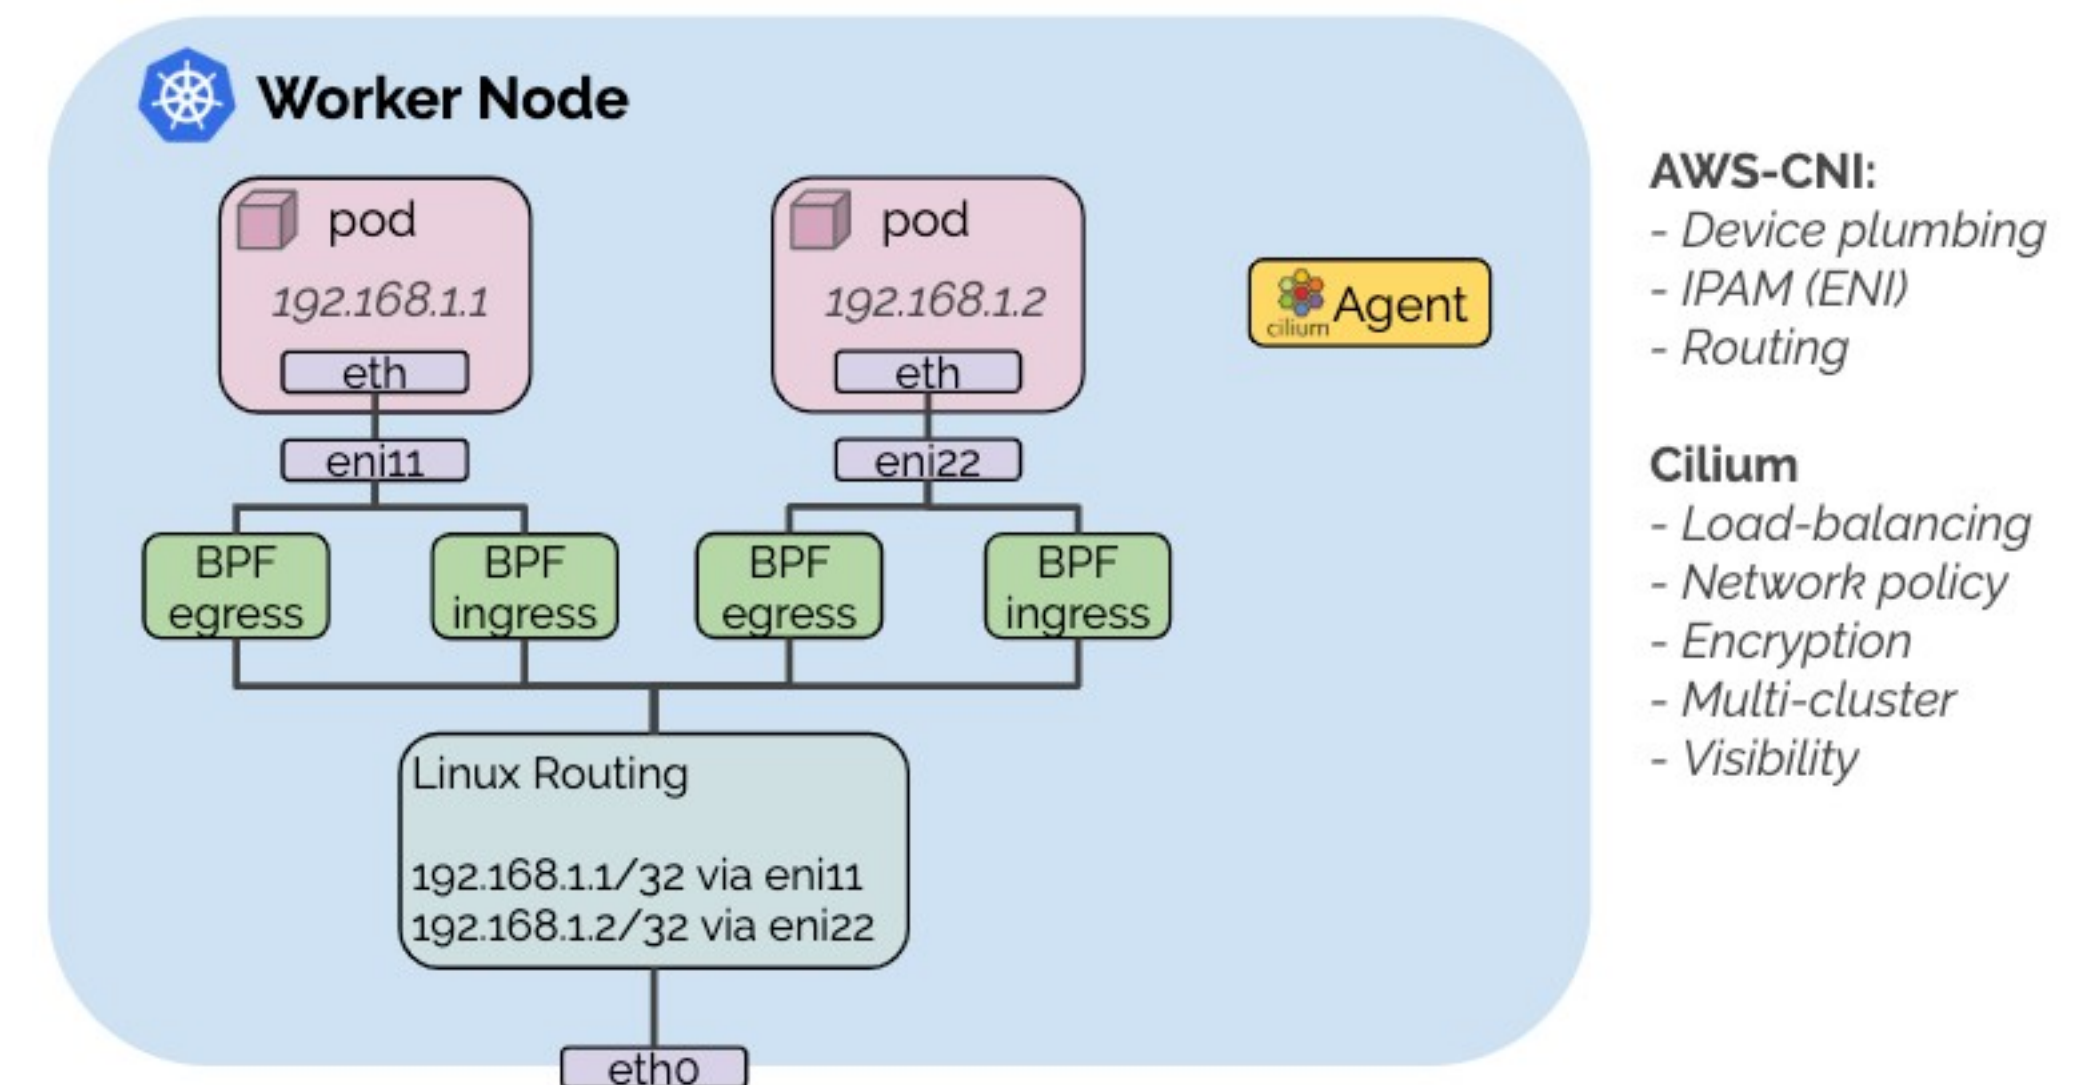 Worker Node
pod
192.168.1.1
eth
eni11
pod
192.168.1.2
eth
eni22
cilium
Agent
BPF
egress
BPF
ingress
BPF
egress
BPF
ingress
Linux Routing
192.168.1.1/32 via eni11
192.168.1.2/32 via eni22
eth0
AWS-CNI:
- Device plumbing
- IPAM (ENI)
- Routing
Cilium
- Load-balancing
- Network policy
- Encryption
- Multi-cluster
- Visibility